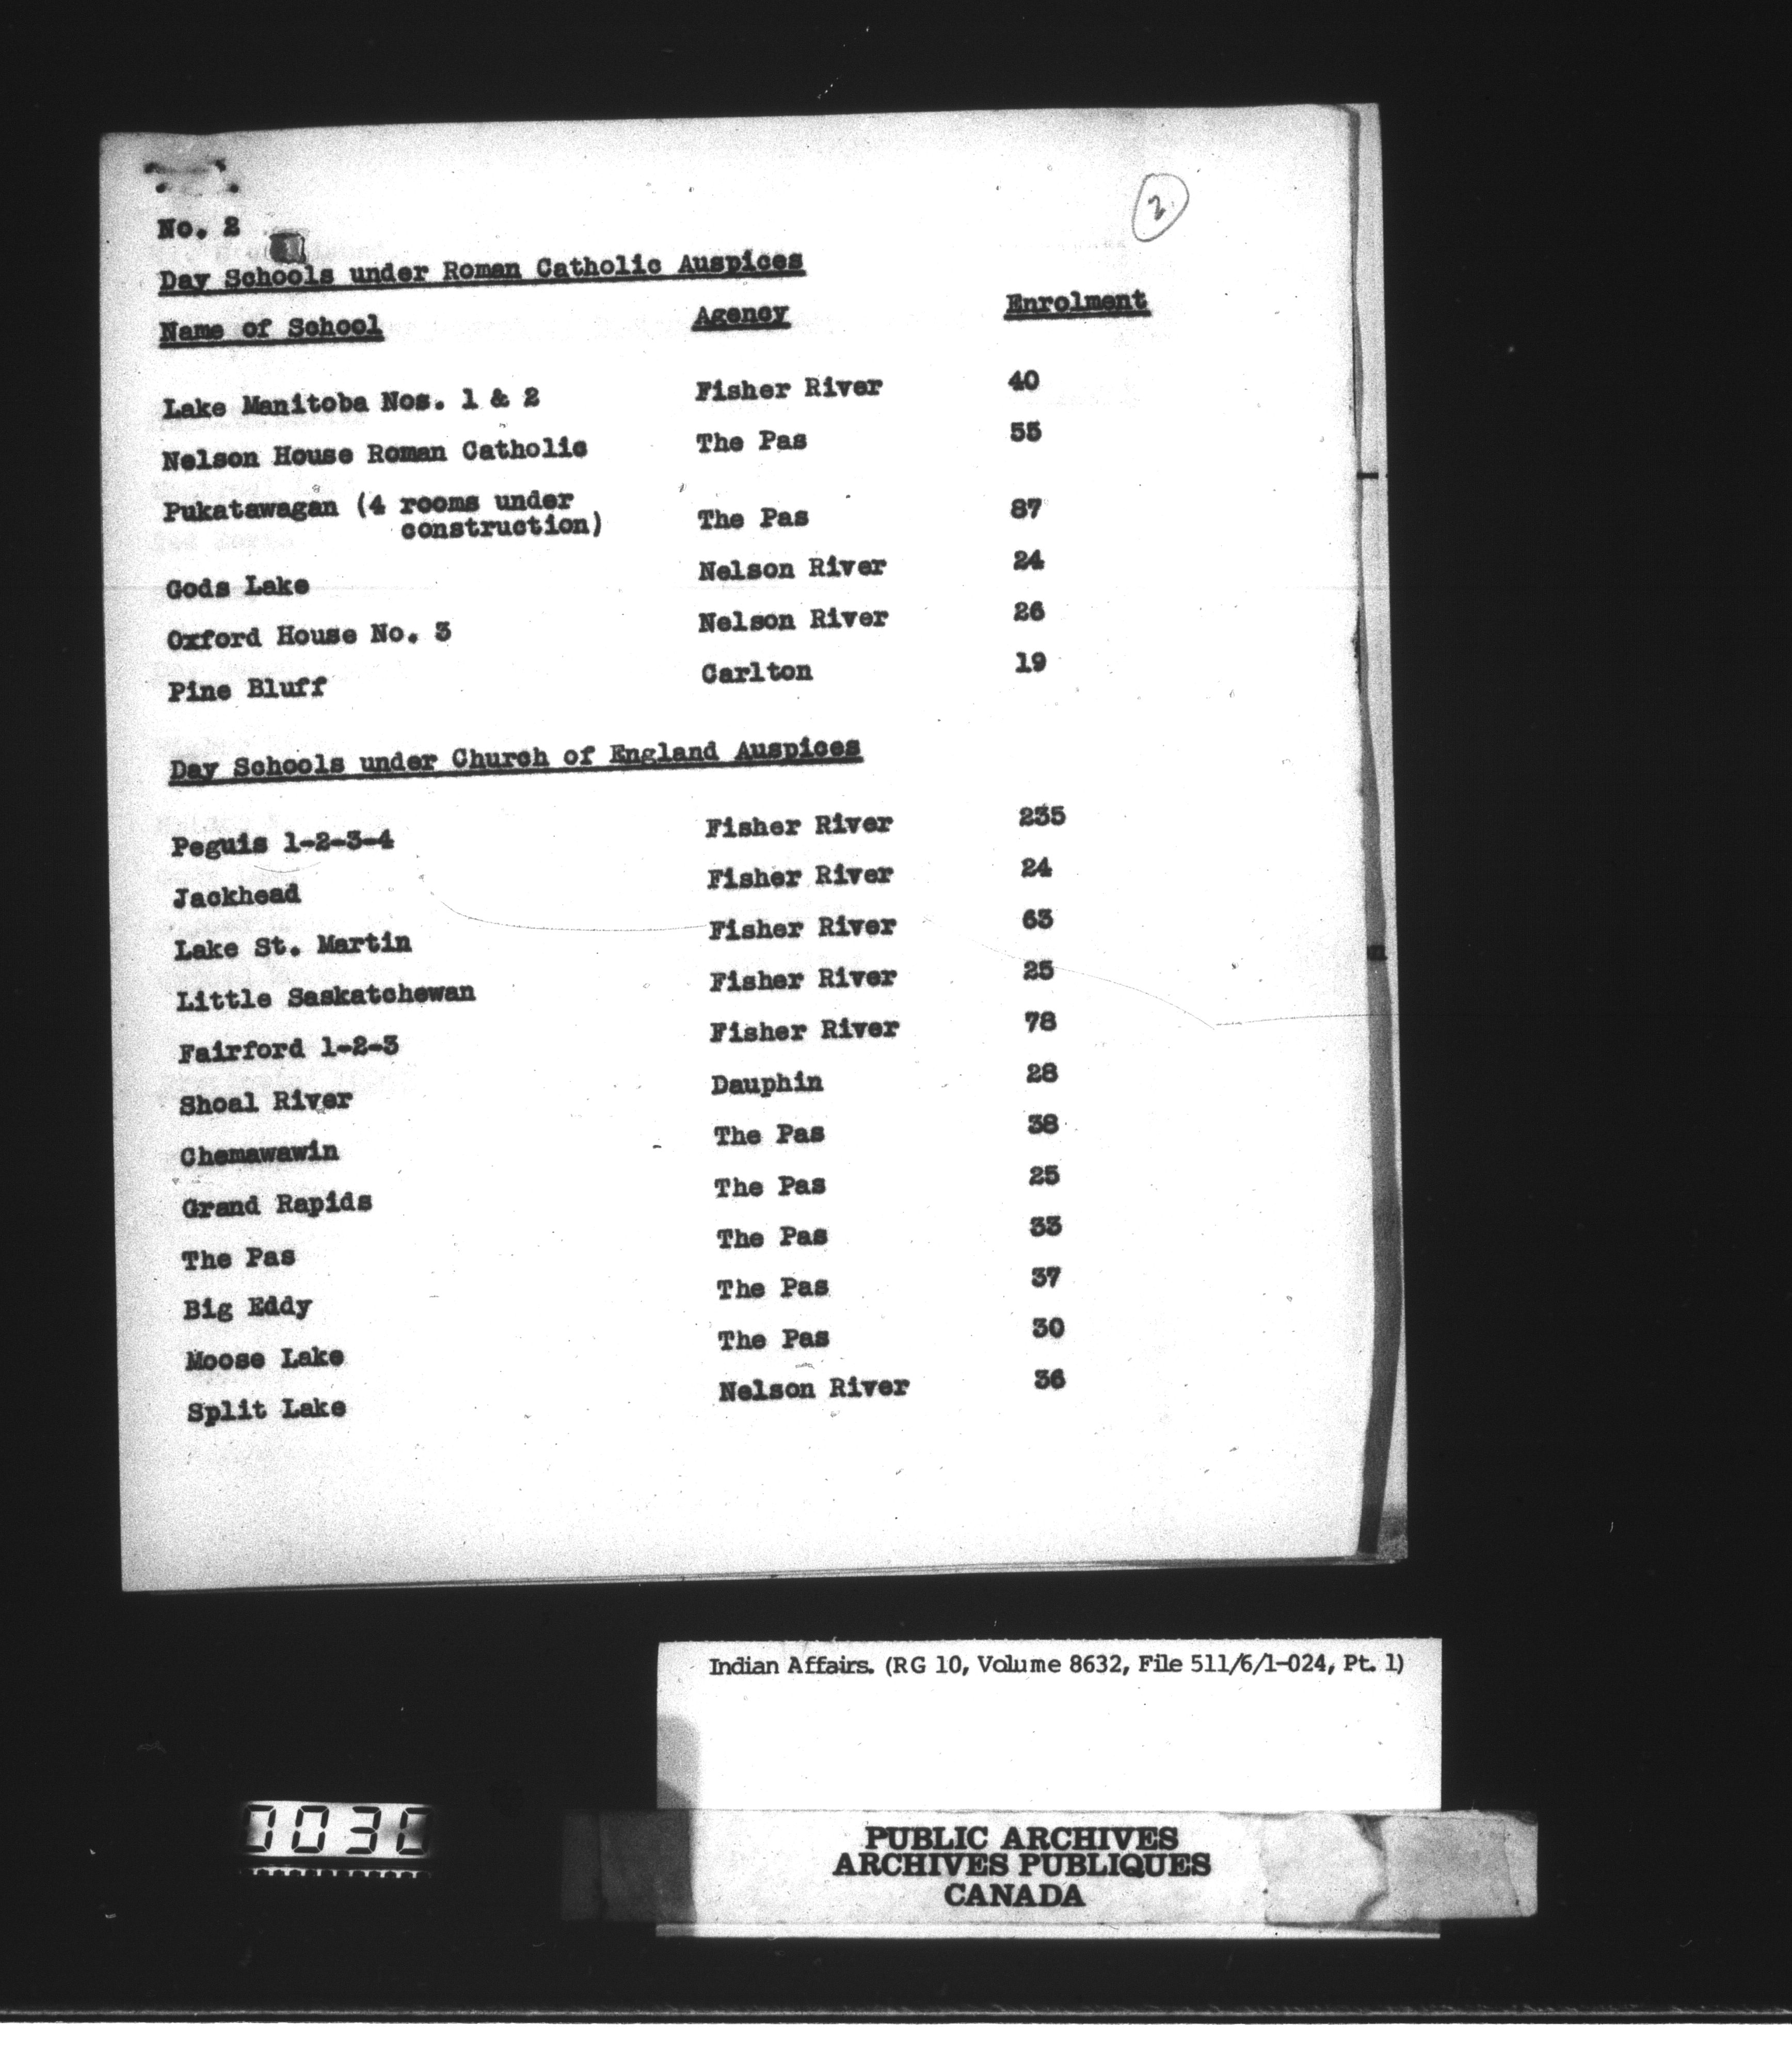 2
No. 2
Day Schools under Roman Catholic Auspices
Name of School Agency Enrolment
Lake Manitoba Nos. 1 & 2 Fisher River 40
Nelson House Roman Catholic The Pas 55
Pukatawagan (4 rooms under
construction) The Pas 87
Gods Lake Nelson River 24
Oxford House No. 3 Nelson River 26
Pine Bluff Carlton 19
Day Schools under Church of England Auspices
Peguis 1-2-3-4 Fisher River 235
Jackhead Fisher River 24
Lake St. Martin Fisher River 63
Little Saskatchewan Fisher River 25
Fairford 1-2-3 Fisher River 78
Shoal River Dauphin 28
Chemawawin The Pas 38
Grand Rapids The Pas 25
The Pas The Pas 33
Big Eddy The Pas 37
Moose Lake The Pas 30
Split Lake Nelson River 36
Indian Affairs. (RG 10, Volume 8632, File 511/6/1-024, Pt. 1)
0030
PUBLIC ARCHIVES
ARCHIVES PUBLIQUES
CANADA